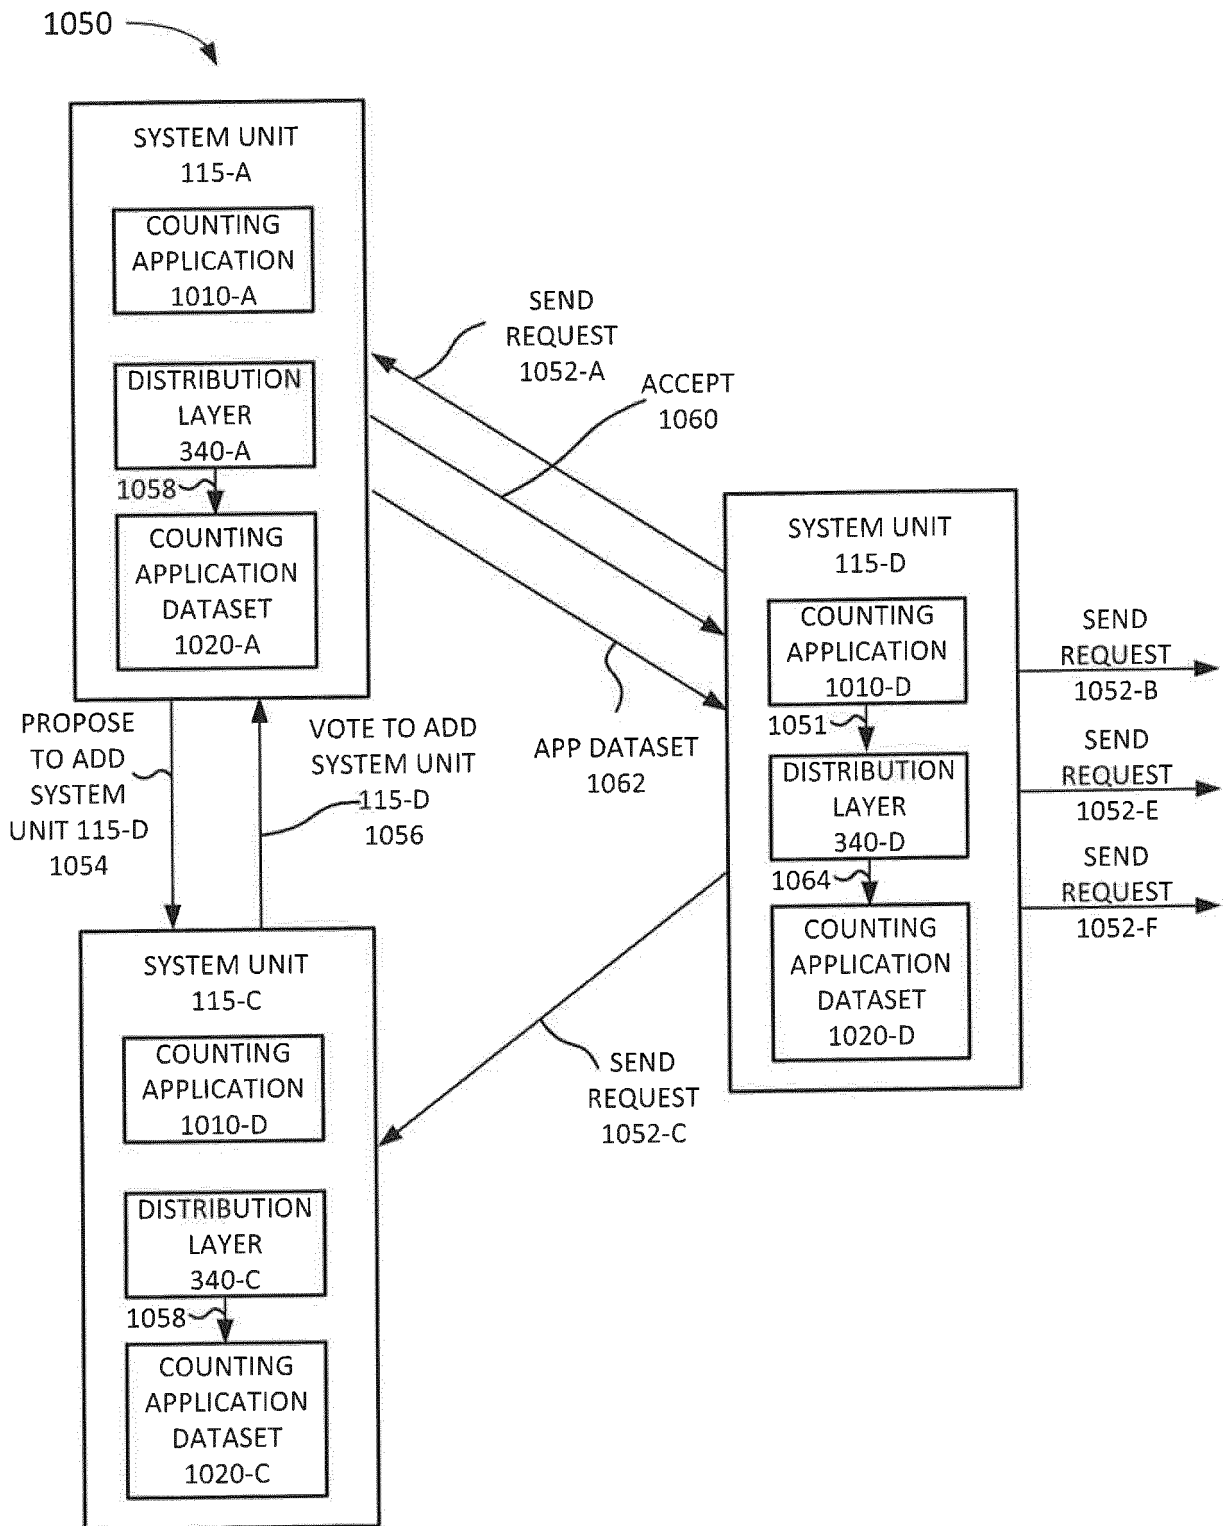 1050
SYSTEM UNIT
115-A
COUNTING
APPLICATION
1010-A
DISTRIBUTION
LAYER
340-A
1058
COUNTING
APPLICATION
DATASET
1020-A
SEND
REQUEST
1052-A
ACCEPT
1060
APP DATASET
1062
SYSTEM UNIT
115-D
COUNTING
APPLICATION
1010-D
1051
DISTRIBUTION
LAYER
340-D
1064
COUNTING
APPLICATION
DATASET
1020-D
SEND
REQUEST
1052-B
SEND
REQUEST
1052-E
SEND
REQUEST
1052-F
PROPOSE
TO ADD
SYSTEM
UNIT 115-D
1054
VOTE TO ADD
SYSTEM UNIT
115-D
1056
SYSTEM UNIT
115-C
COUNTING
APPLICATION
1010-D
DISTRIBUTION
LAYER
340-C
1058
COUNTING
APPLICATION
DATASET
1020-C
SEND
REQUEST
1052-C